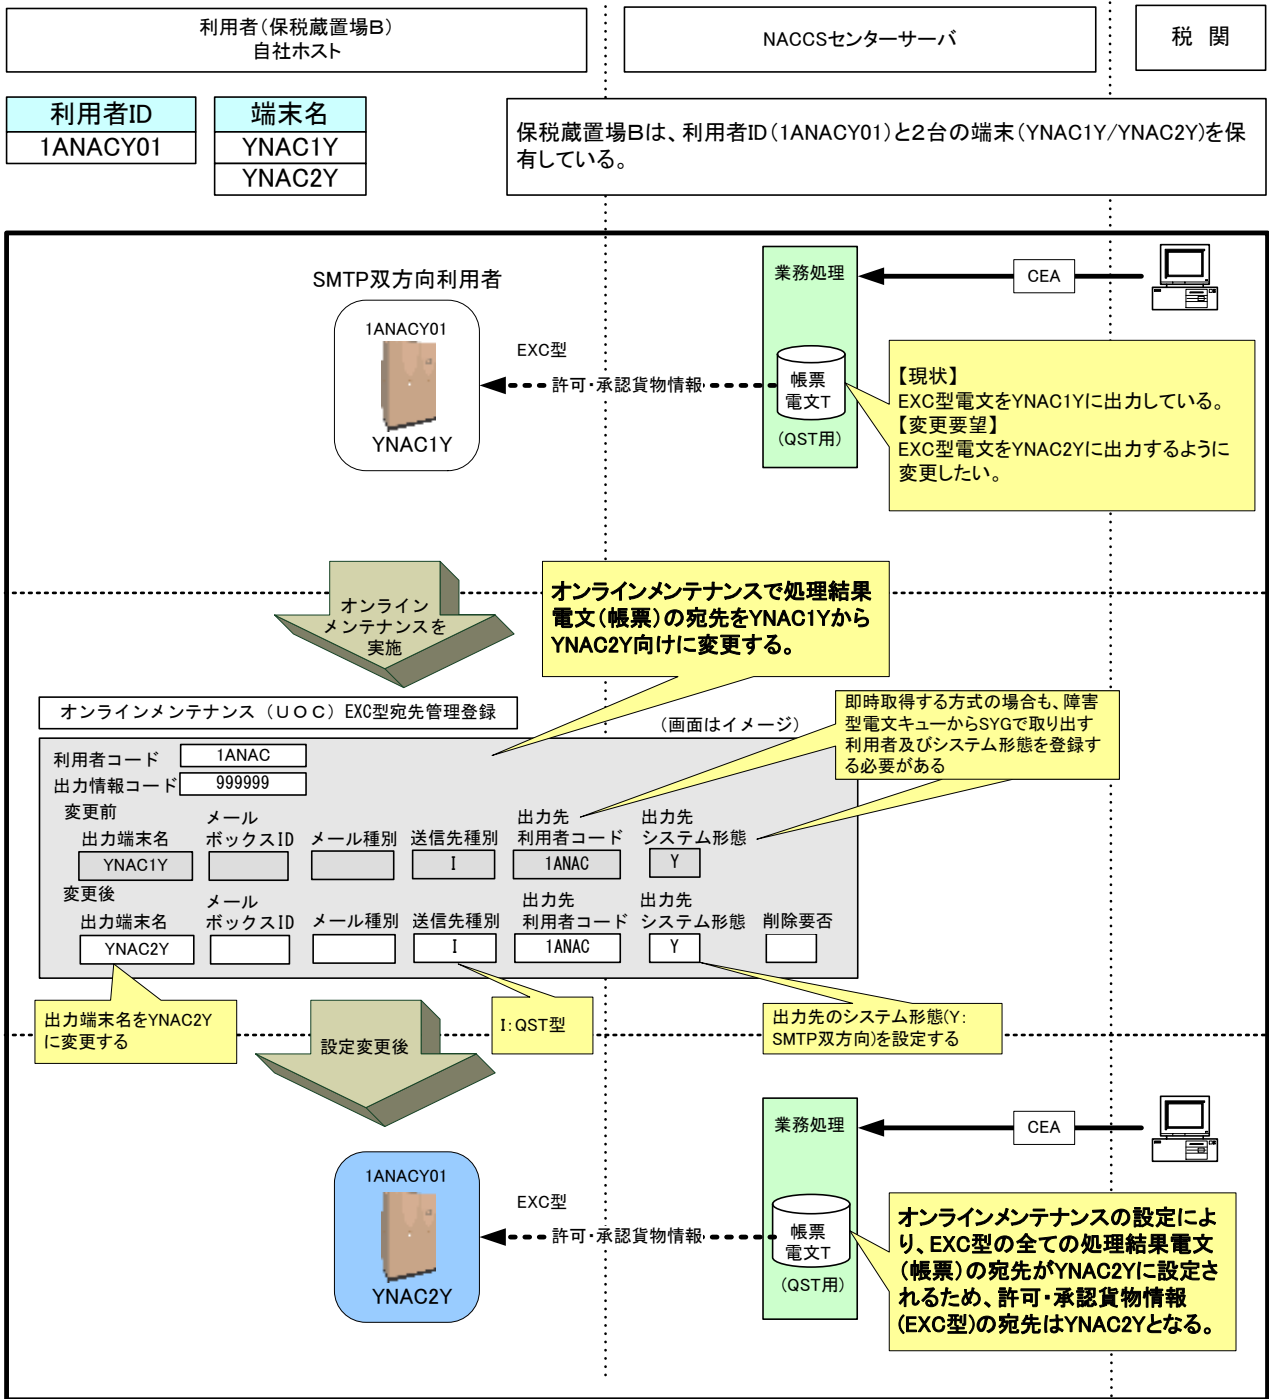 利用者(保税蔵置場B)
自社ホスト
NACCSセンターサーバ
税 関
利用者ID
1ANACY01
端末名
YNAC1Y
YNAC2Y
保税蔵置場Bは、利用者ID(1ANACY01)と2台の端末(YNAC1Y/YNAC2Y)を保
有している。
SMTP双方向利用者
1ANACY01
YNAC1Y
EXC型
許可・承認貨物情報
業務処理
帳票
電文T
(QST用)
CEA
【現状】
EXC型電文をYNAC1Yに出力している。
【変更要望】
EXC型電文をYNAC2Yに出力するように
変更したい。
オンライン
メンテナンスを
実施
オンラインメンテナンスで処理結果
電文(帳票)の宛先をYNAC1Yから
YNAC2Y向けに変更する。
オンラインメンテナンス (UOC) EXC型宛先管理登録
(画面はイメージ)
即時取得する方式の場合も、障害
型電文キューからSYGで取り出す
利用者及びシステム形態を登録す
る必要がある
利用者コード 1ANAC
出力情報コード 999999
変更前
出力端末名
メール
ボックスID
メール種別
送信先種別
出力先
利用者コード
出力先
システム形態
YNAC1Y
I
1ANAC
Y
変更後
出力端末名
メール
ボックスID
メール種別
送信先種別
出力先
利用者コード
出力先
システム形態
削除要否
YNAC2Y
I
1ANAC
Y
出力端末名をYNAC2Y
に変更する
設定変更後
I:QST型
出力先のシステム形態(Y:
SMTP双方向)を設定する
1ANACY01
YNAC2Y
EXC型
許可・承認貨物情報
業務処理
帳票
電文T
(QST用)
CEA
オンラインメンテナンスの設定によ
り、EXC型の全ての処理結果電文
(帳票)の宛先がYNAC2Yに設定さ
れるため、許可・承認貨物情報
(EXC型)の宛先はYNAC2Yとなる。